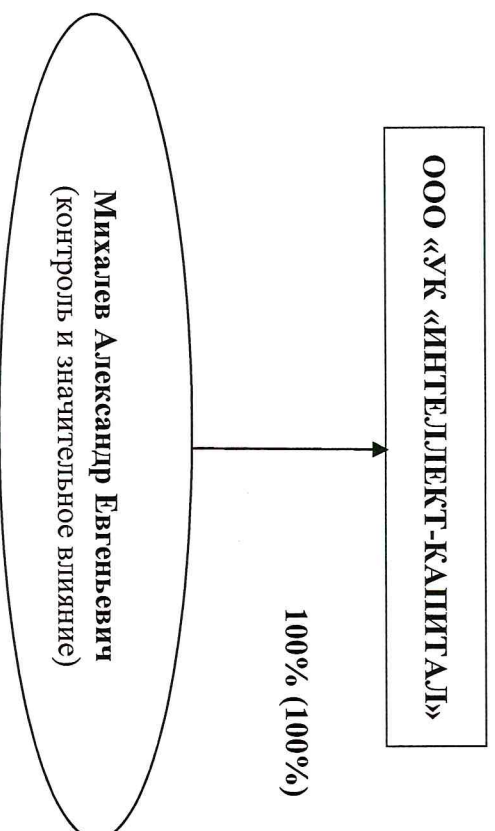 ООО «УК «ИНТЕЛЛЕКТ-КАПИТАЛ»
100% (100%)
Михалев Александр Евгеньевич
(контроль и значительное влияние)